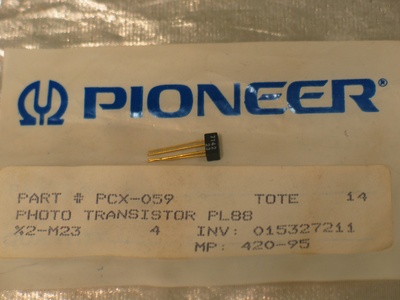 PIONEER®
PART # PCX-059 TOTE 14
PHOTO TRANSISTOR PL88
%2-M23 4 INV: 015327211
MP: 420-95